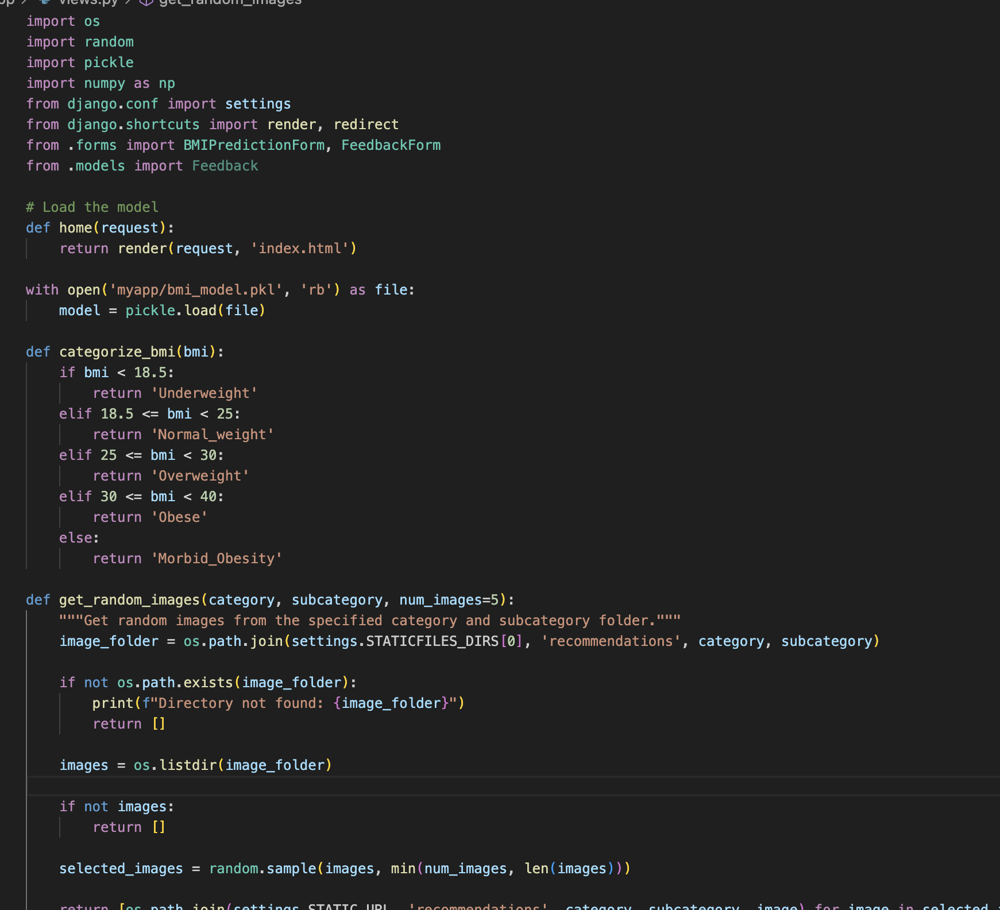 views.py > get_random_images
import os
import random
import pickle
import numpy as np
from django.conf import settings
from django.shortcuts import render, redirect
from .forms import BMIPredictionForm, FeedbackForm
from .models import Feedback

# Load the model
def home(request):
    return render(request, 'index.html')

with open('myapp/bmi_model.pkl', 'rb') as file:
    model = pickle.load(file)

def categorize_bmi(bmi):
    if bmi < 18.5:
        return 'Underweight'
    elif 18.5 <= bmi < 25:
        return 'Normal_weight'
    elif 25 <= bmi < 30:
        return 'Overweight'
    elif 30 <= bmi < 40:
        return 'Obese'
    else:
        return 'Morbid_Obesity'

def get_random_images(category, subcategory, num_images=5):
    """Get random images from the specified category and subcategory folder."""
    image_folder = os.path.join(settings.STATICFILES_DIRS[0], 'recommendations', category, subcategory)

    if not os.path.exists(image_folder):
        print(f"Directory not found: {image_folder}")
        return []

    images = os.listdir(image_folder)

    if not images:
        return []

    selected_images = random.sample(images, min(num_images, len(images)))

    return [os.path.join(settings.STATIC_URL, 'recommendations', category, subcategory, image) for image in selected